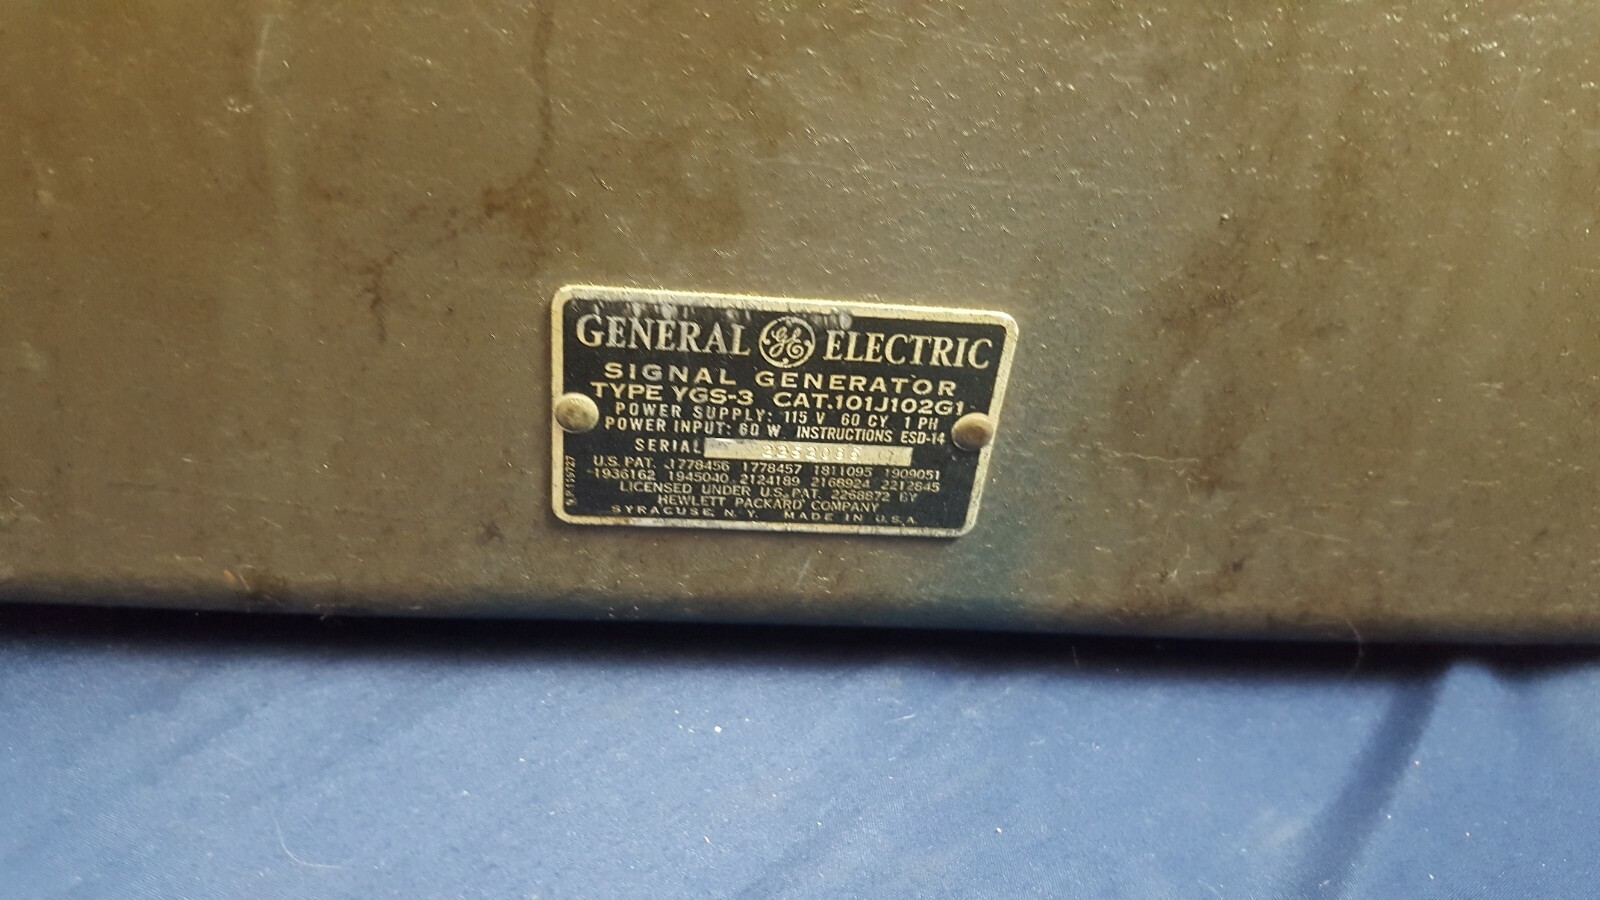 GENERAL GE ELECTRIC
SIGNAL GENERATOR
TYPE YGS-3 CAT.101J102G1
POWER SUPPLY: 115 V 60 CY 1 PH
POWER INPUT: 60 W. INSTRUCTIONS ESD-14
SERIAL
U.S. PAT. 1778456 1778457 1811095 1909051
1936162 1945040 2124189 2168924 2212845
LICENSED UNDER U.S. PAT. 2268872 BY
HEWLETT PACKARD COMPANY
SYRACUSE, N. Y. MADE IN U.S.A.